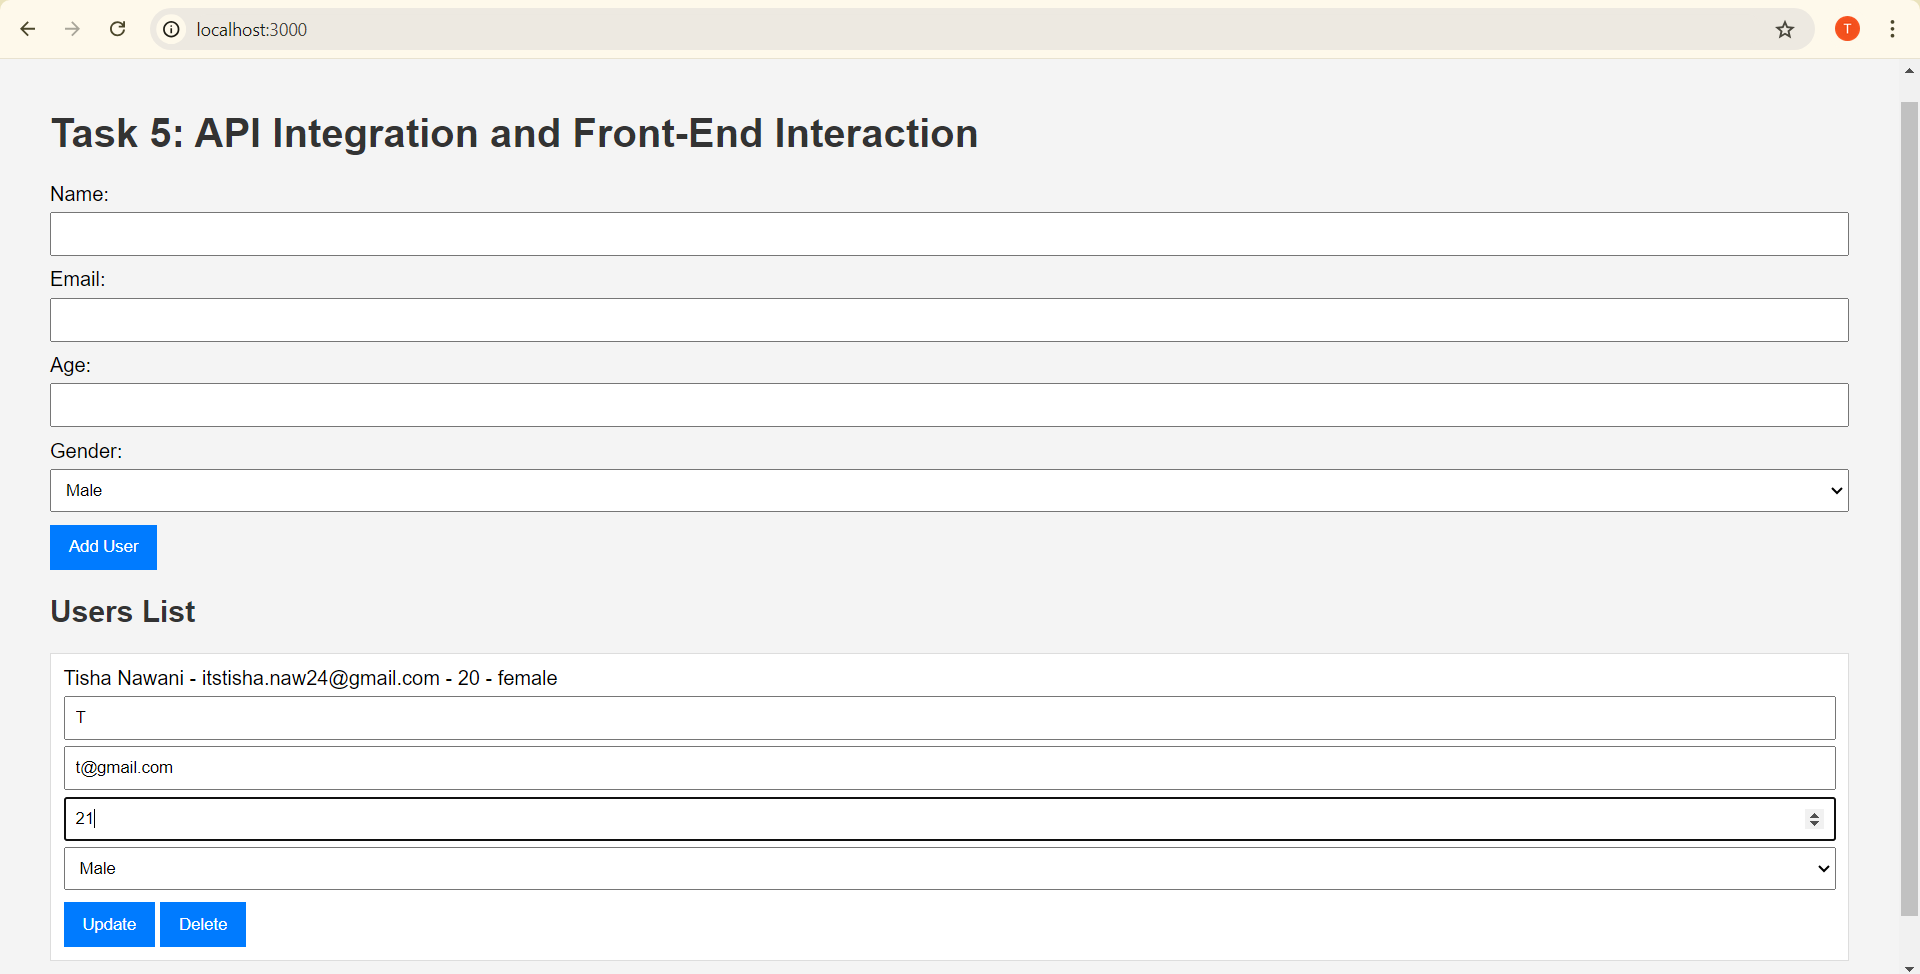 localhost:3000
T
Task 5: API Integration and Front-End Interaction
Name:
Email:
Age:
Gender:
Male
Add User
Users List
Tisha Nawani - itstisha.naw24@gmail.com - 20 - female
T
t@gmail.com
21
Male
Update Delete